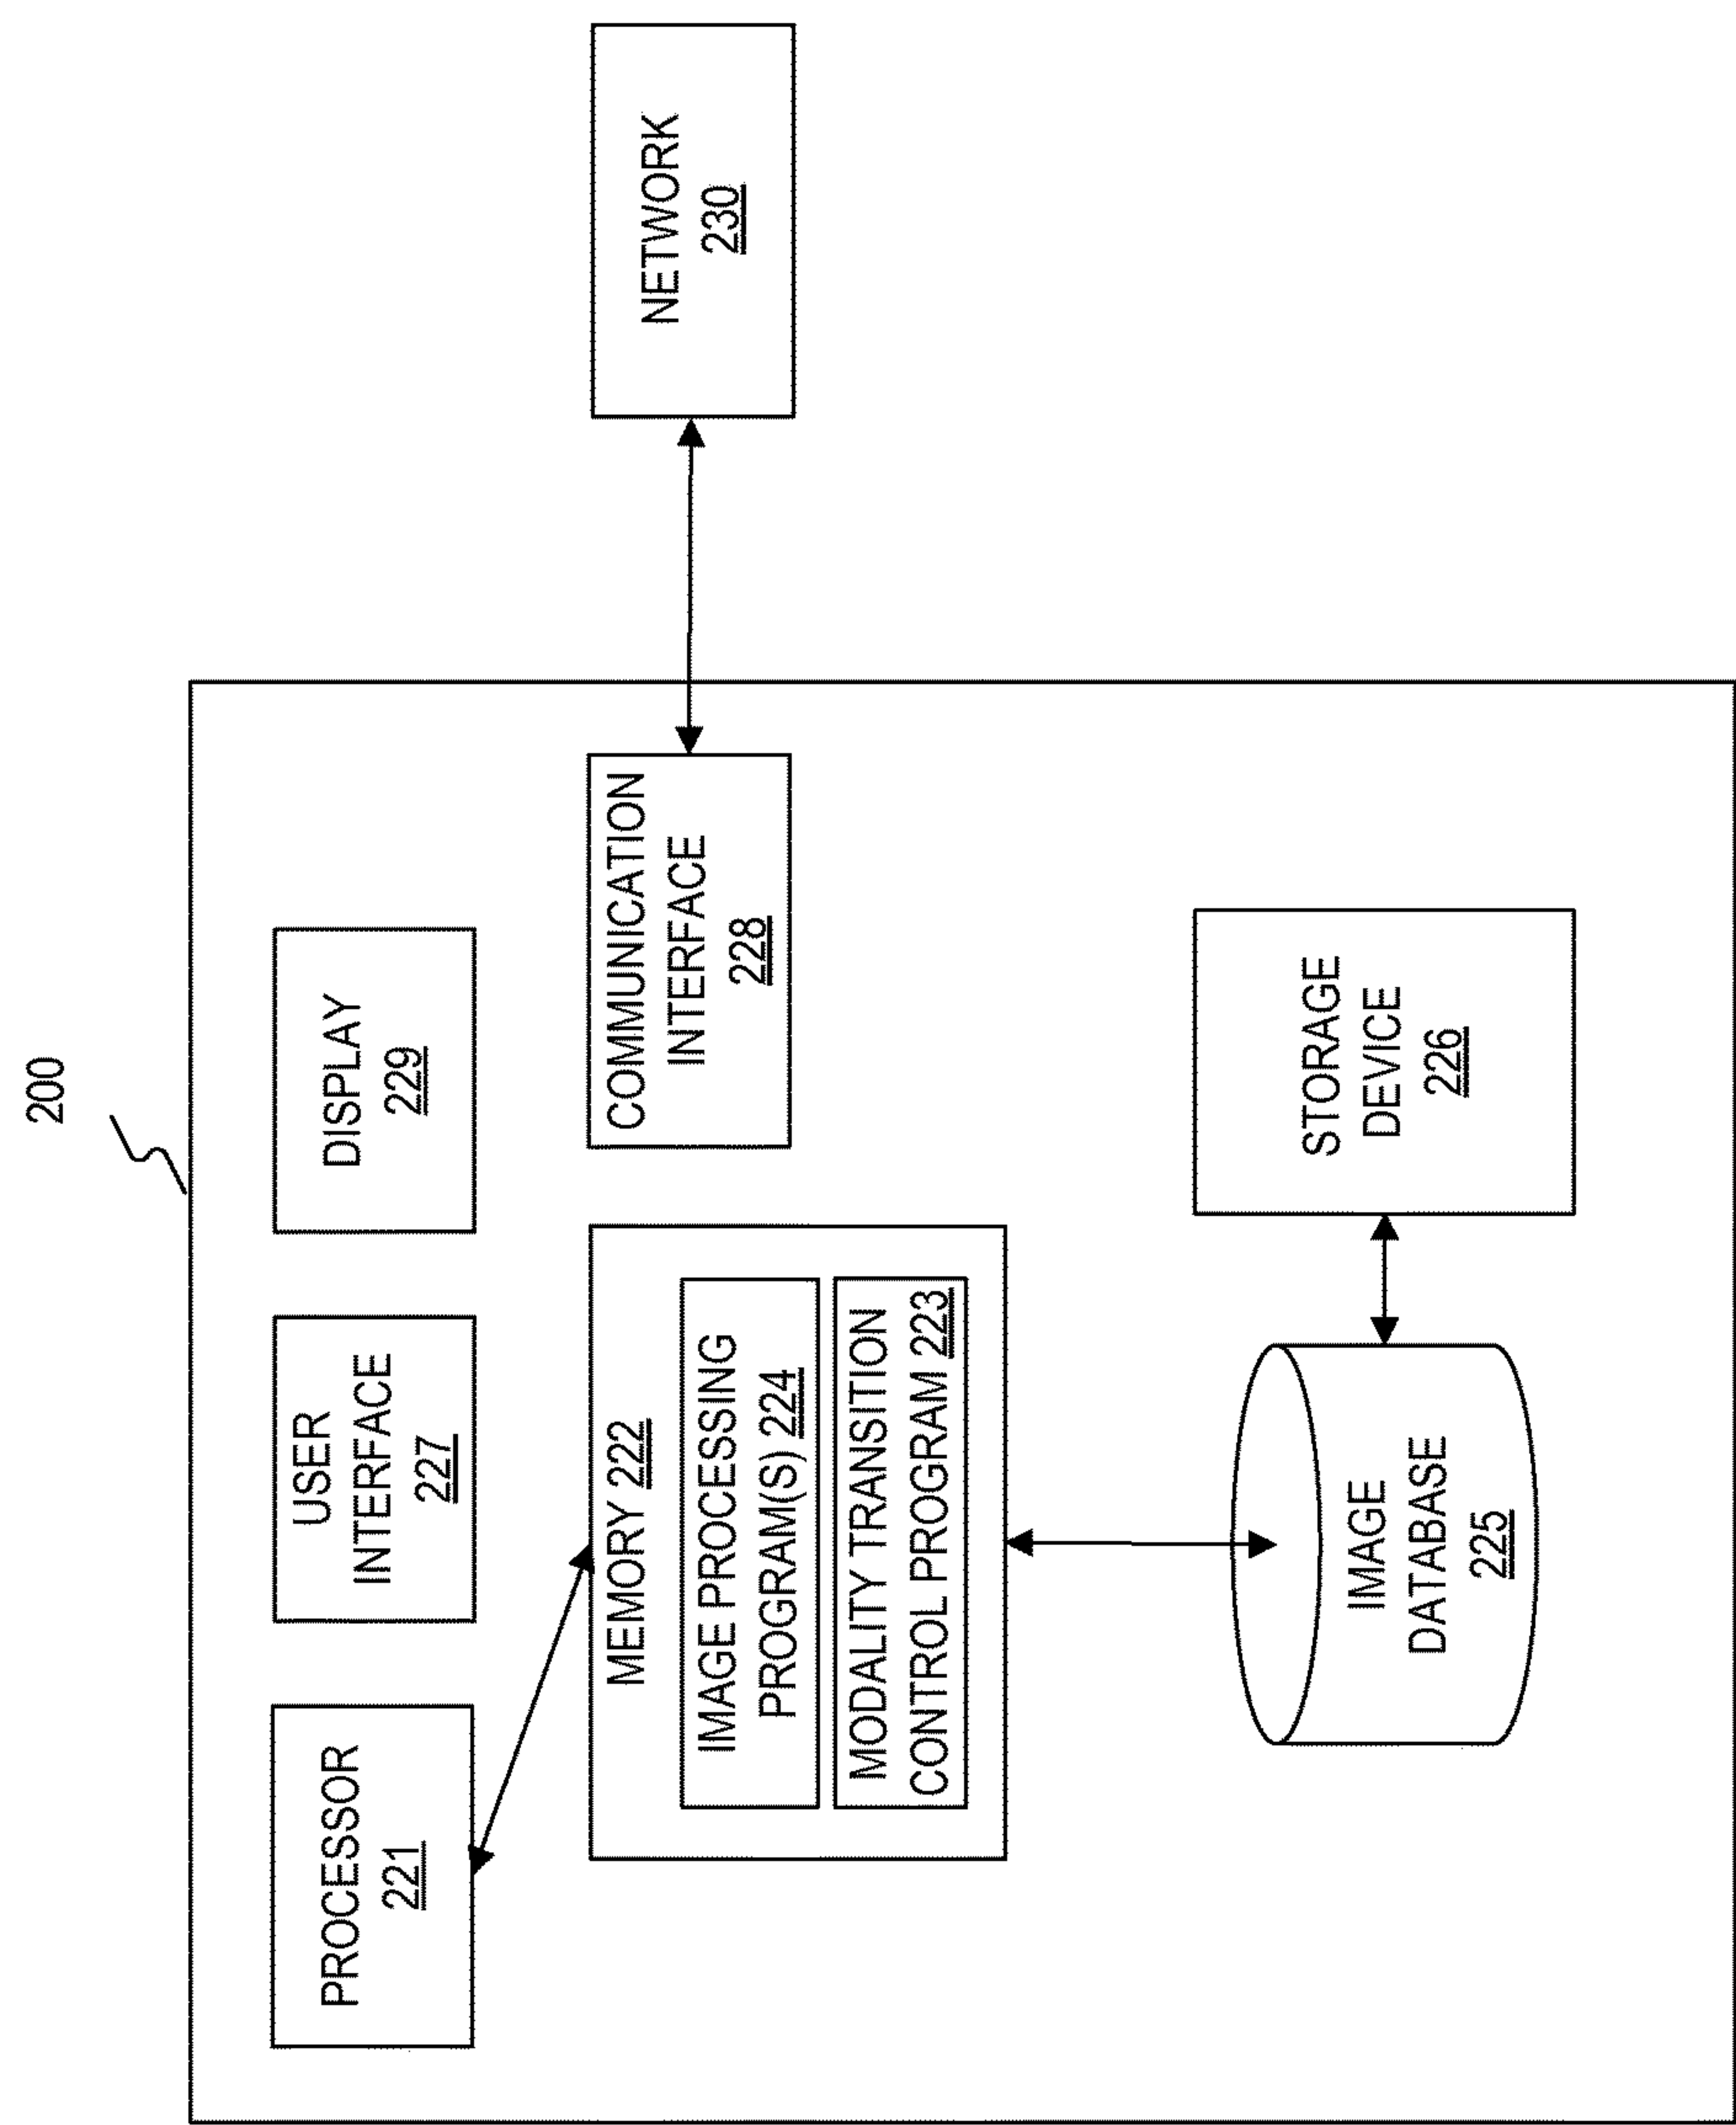 200
PROCESSOR
221
USER
INTERFACE
227
DISPLAY
229
MEMORY 222
IMAGE PROCESSING
PROGRAM(S) 224
MODALITY TRANSITION
CONTROL PROGRAM 223
COMMUNICATION
INTERFACE
228
NETWORK
230
IMAGE
DATABASE
225
STORAGE
DEVICE
226